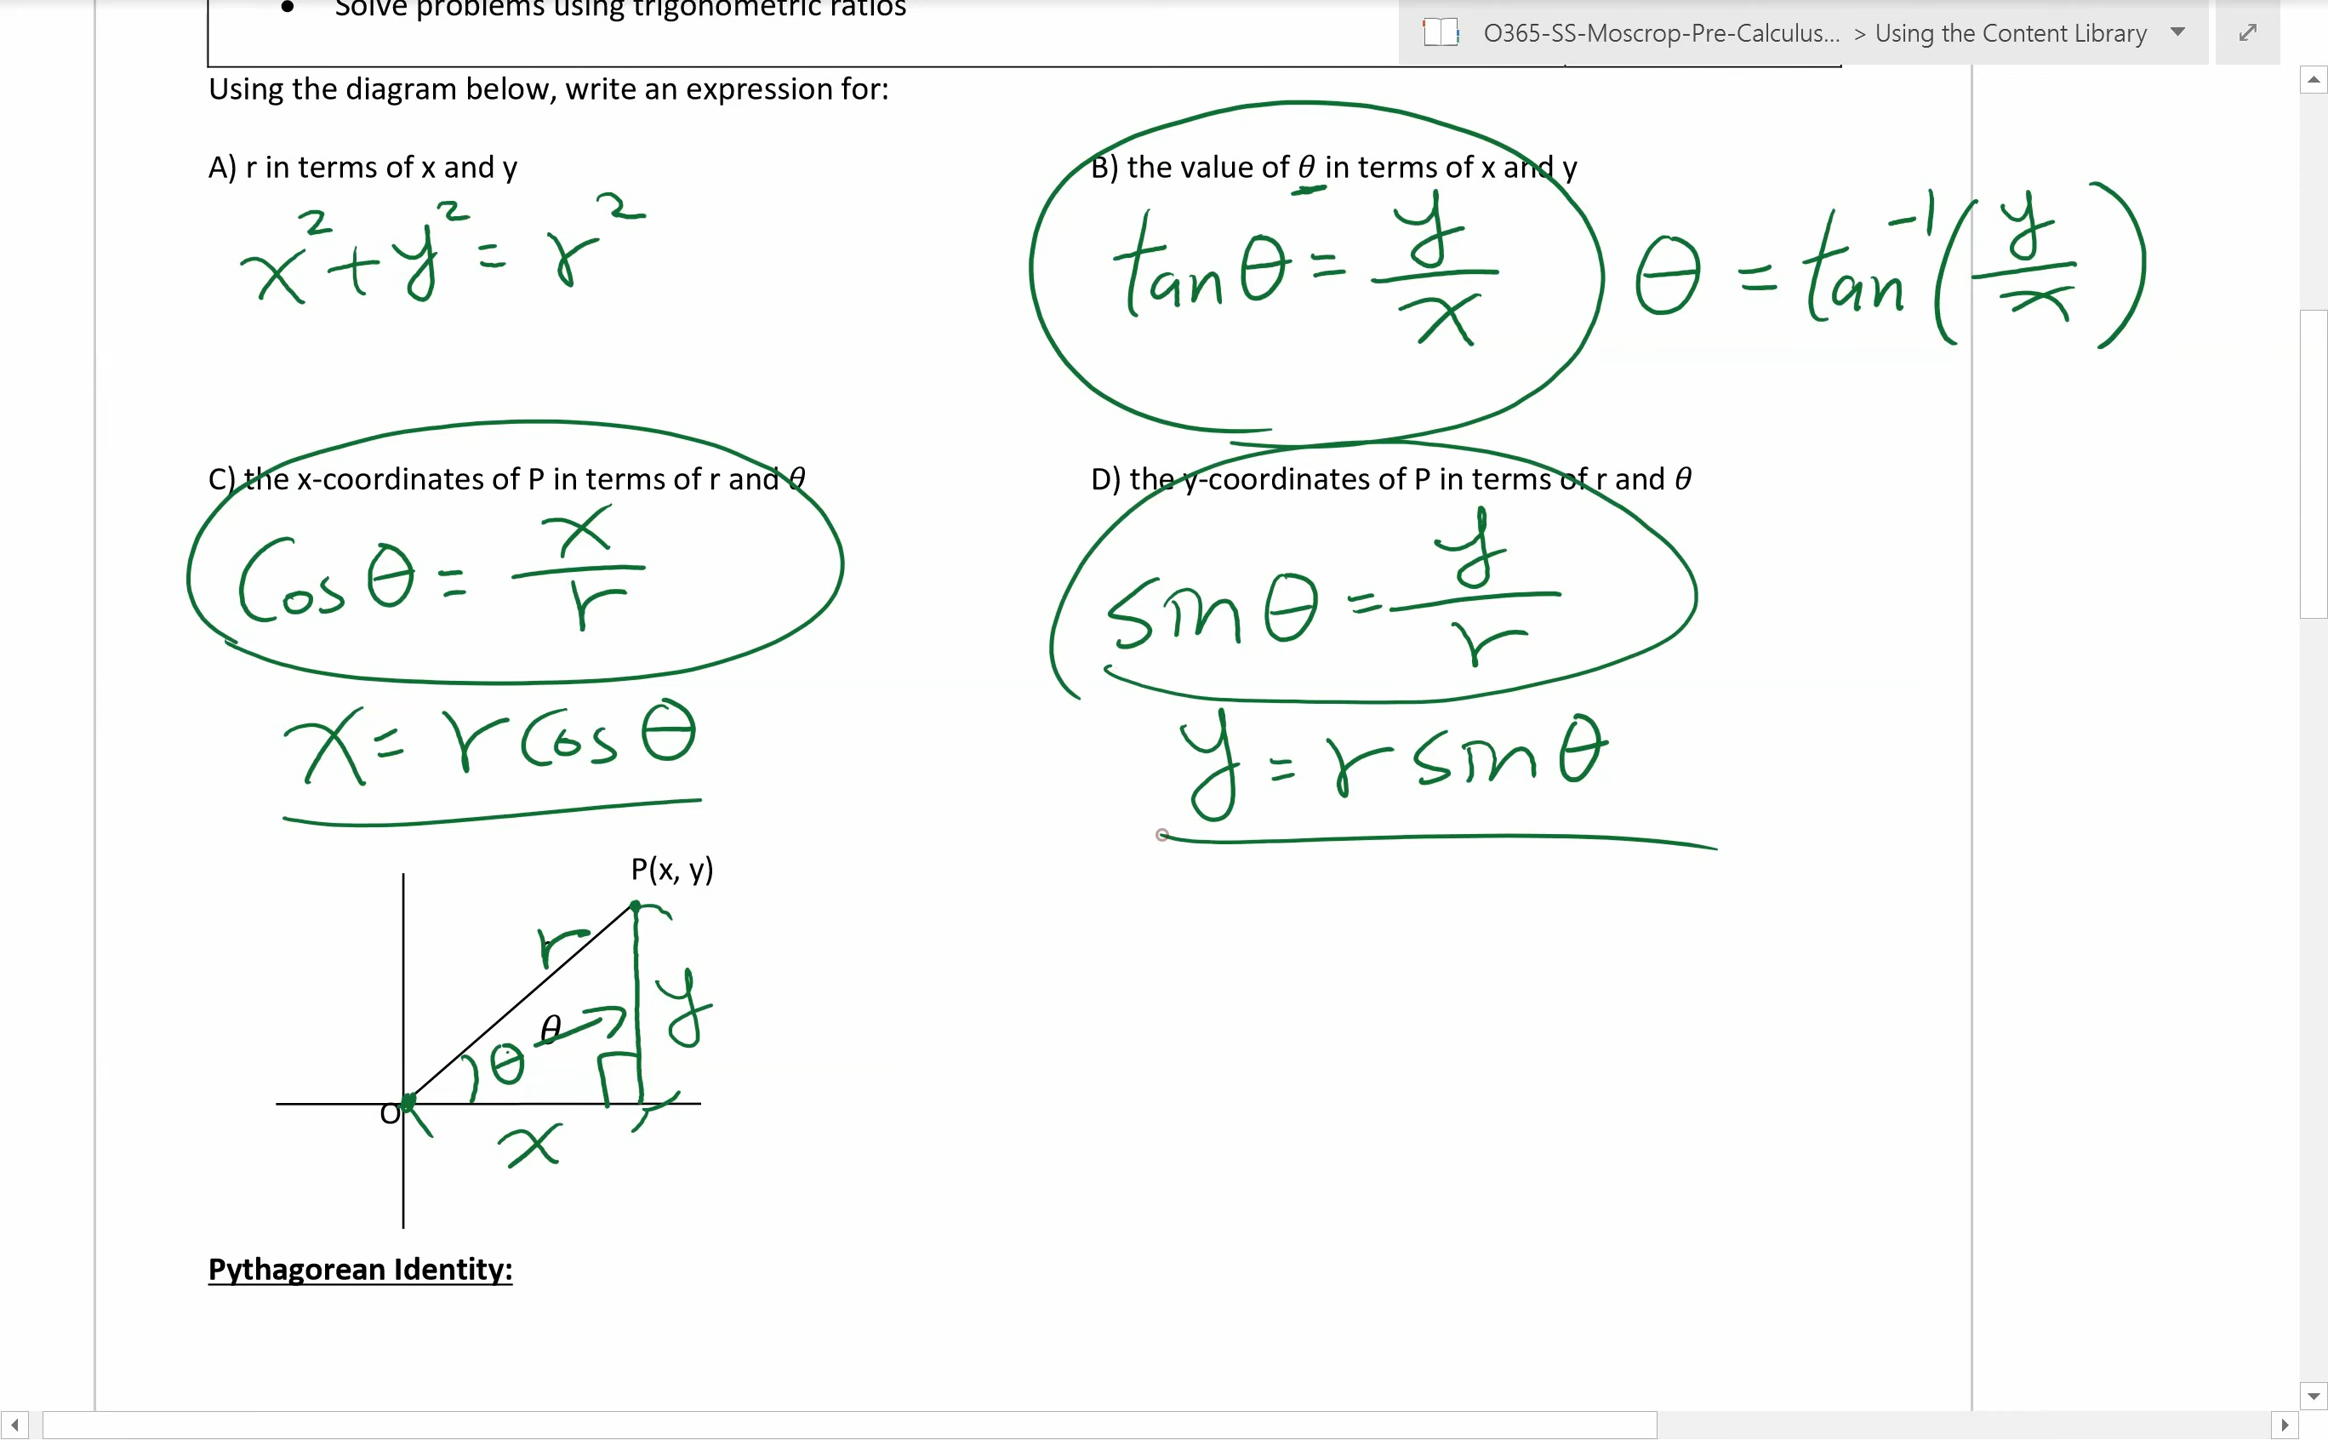 • Solve problems using trigonometric ratios
O365-SS-Moscrop-Pre-Calculus... > Using the Content Library
Using the diagram below, write an expression for:
A) r in terms of x and y
x² + y² = r²
B) the value of θ in terms of x and y
tan θ = y/x
θ = tan⁻¹(y/x)
C) the x-coordinates of P in terms of r and θ
Cos θ = x/r
x = r Cos θ
D) the y-coordinates of P in terms of r and θ
sin θ = y/r
y = r sin θ
P(x, y)
r
y
θ
θ
O
x
Pythagorean Identity: